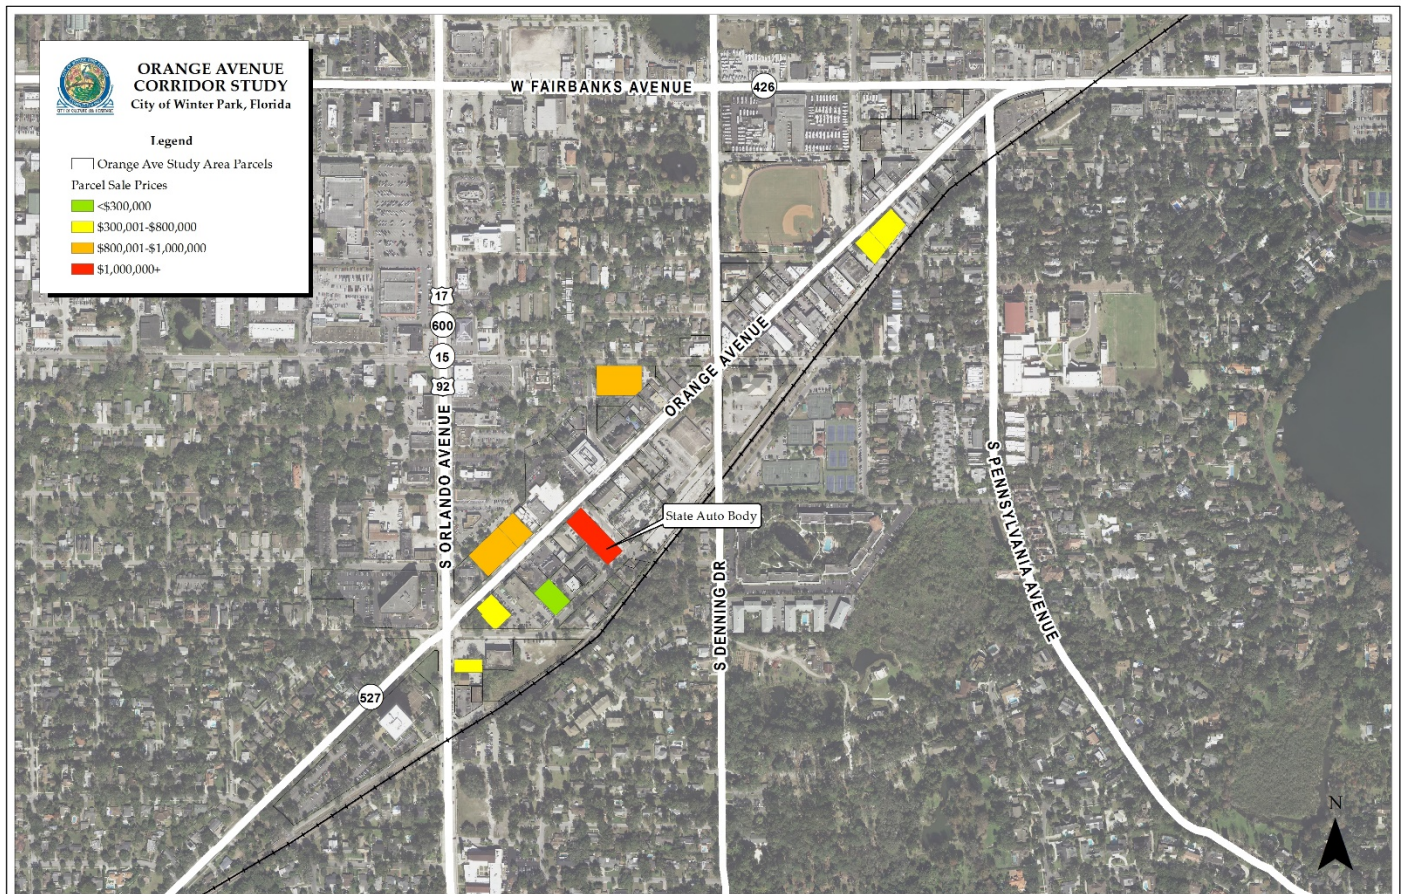 ORANGE AVENUE
CORRIDOR STUDY
City of Winter Park, Florida
Legend
Orange Ave Study Area Parcels
Parcel Sale Prices
<$300,000
$300,001-$800,000
$800,001-$1,000,000
$1,000,000+
W FAIRBANKS AVENUE
426
17
600
15
92
S ORLANDO AVENUE
ORANGE AVENUE
S PENNSYLVANIA AVENUE
State Auto Body
S DENNING DR
527
N